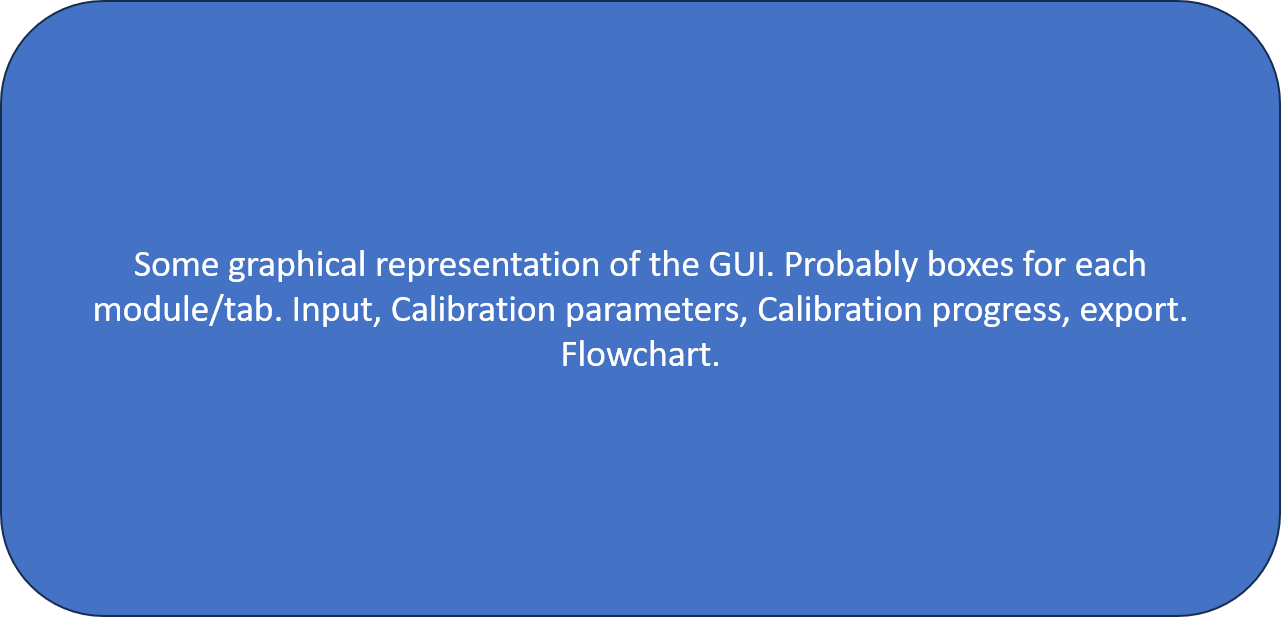 Some graphical representation of the GUI. Probably boxes for each
module/tab. Input, Calibration parameters, Calibration progress, export.
Flowchart.